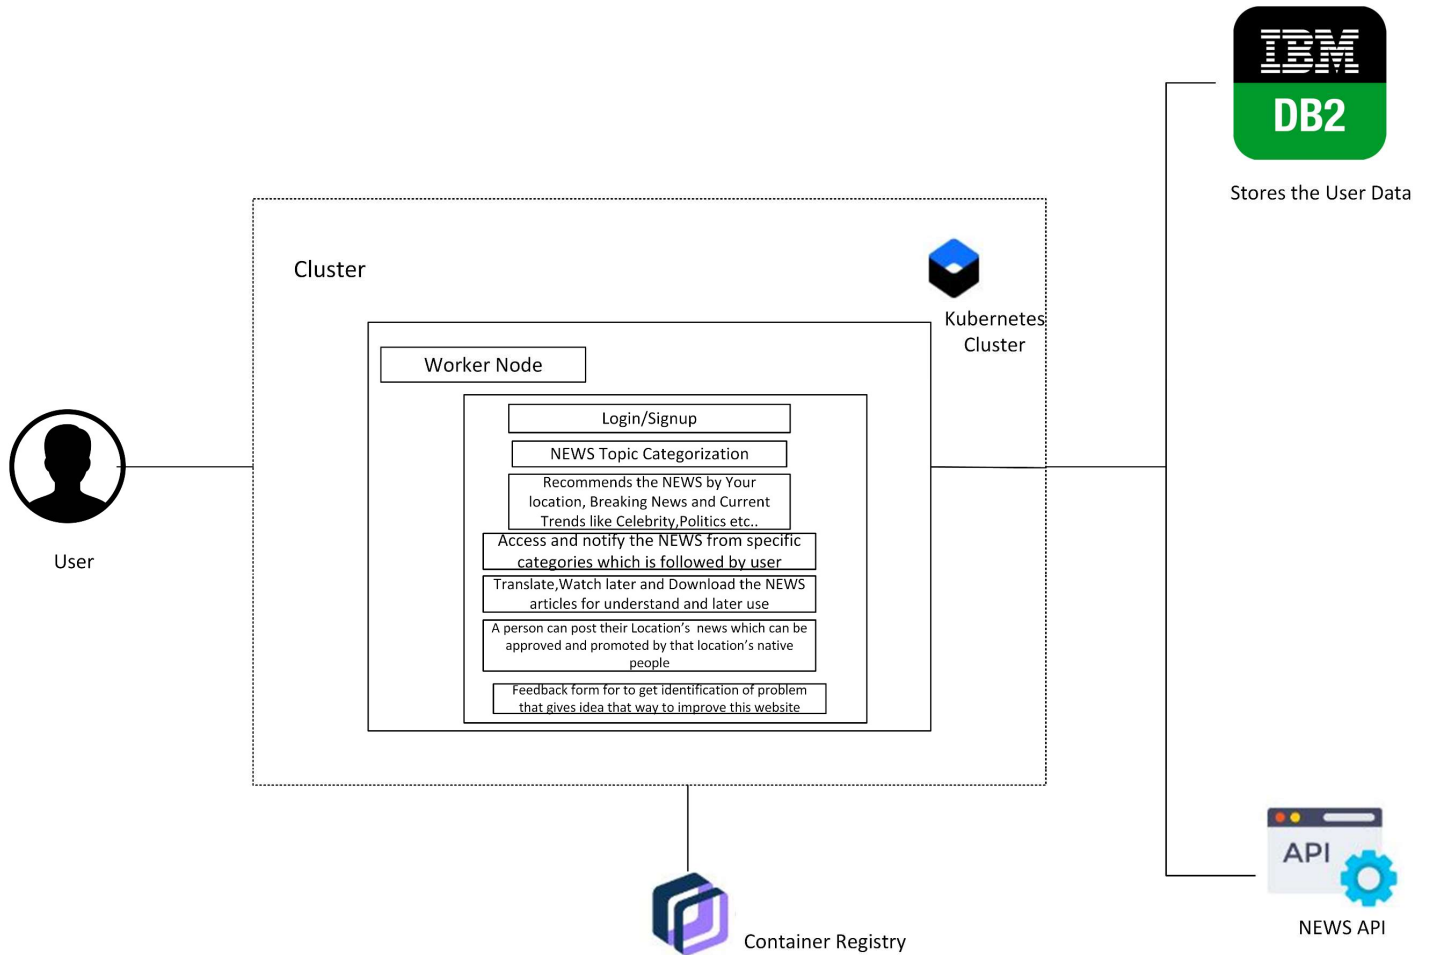 IBM
DB2
Stores the User Data
Cluster
Kubernetes
Cluster
Worker Node
Login/Signup
NEWS Topic Categorization
Recommends the NEWS by Your
location, Breaking News and Current
Trends like Celebrity,Politics etc..
Access and notify the NEWS from specific
categories which is followed by user
Translate,Watch later and Download the NEWS
articles for understand and later use
A person can post their Location's  news which can be
approved and promoted by that location's native
people
Feedback form for to get identification of problem
that gives idea that way to improve this website
User
API
NEWS API
Container Registry